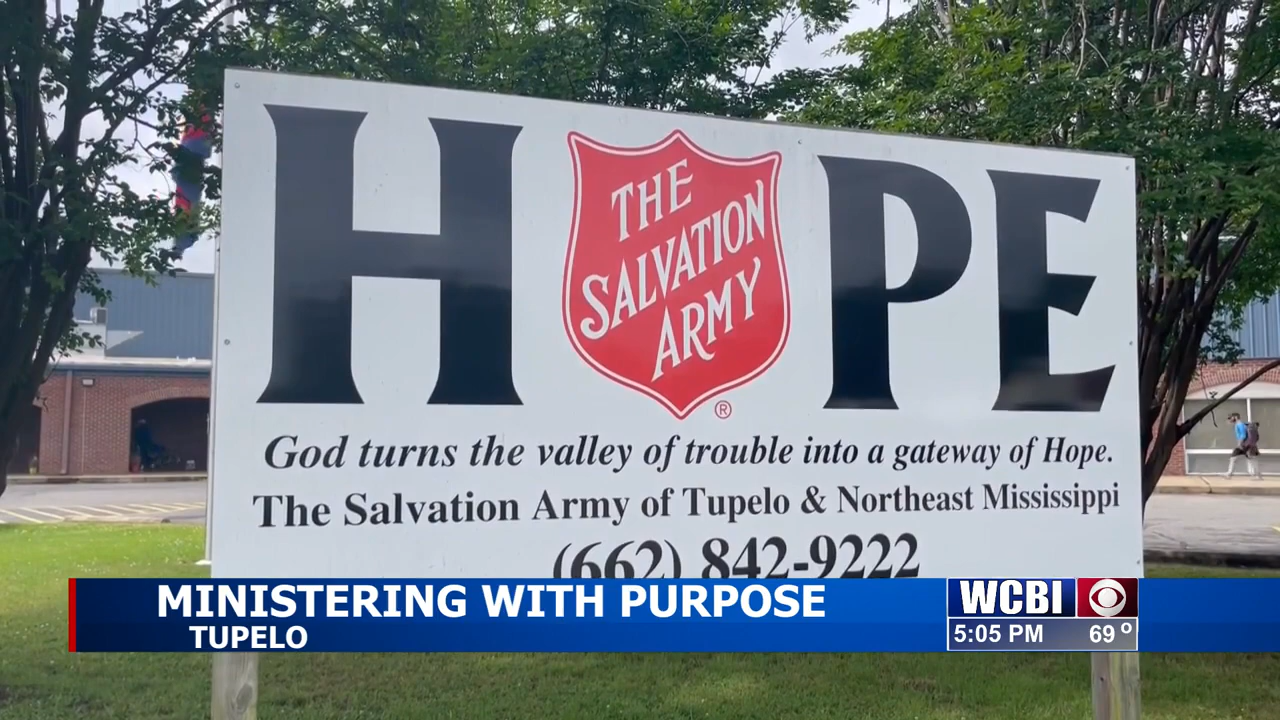 H PE
THE
SALVATION
ARMY
®
God turns the valley of trouble into a gateway of Hope.
The Salvation Army of Tupelo & Northeast Mississippi
(662) 842-9222
MINISTERING WITH PURPOSE
TUPELO
WCBI
5:05 PM 69°